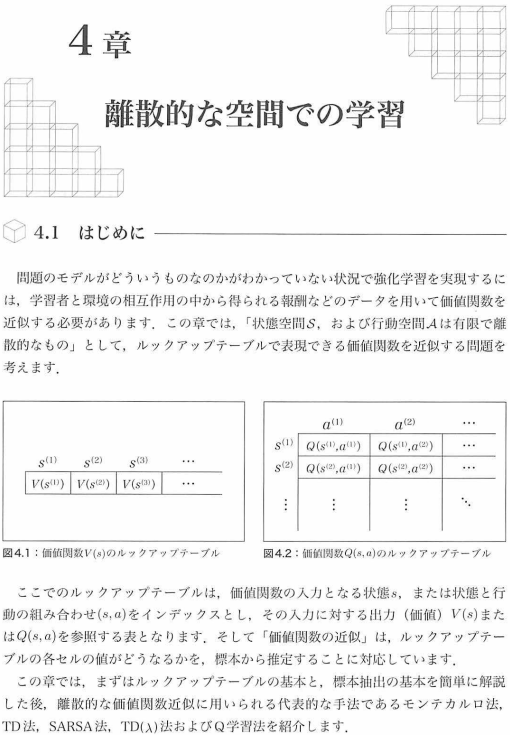 4章
離散的な空間での学習
4.1 はじめに
問題のモデルがどういうものなのかがわかっていない状況で強化学習を実現するに
は，学習者と環境の相互作用の中から得られる報酬などのデータを用いて価値関数を
近似する必要があります．この章では，「状態空間𝒮，および行動空間𝒜は有限で離
散的なもの」として，ルックアップテーブルで表現できる価値関数を近似する問題を
考えます．
s⁽¹⁾ s⁽²⁾ s⁽³⁾ …
V(s⁽¹⁾) V(s⁽²⁾) V(s⁽³⁾) …
図4.1：価値関数V(s)のルックアップテーブル
a⁽¹⁾ a⁽²⁾ …
s⁽¹⁾ Q(s⁽¹⁾,a⁽¹⁾) Q(s⁽¹⁾,a⁽²⁾) …
s⁽²⁾ Q(s⁽²⁾,a⁽¹⁾) Q(s⁽²⁾,a⁽²⁾) …
⋮ ⋮ ⋮ ⋱
図4.2：価値関数Q(s,a)のルックアップテーブル
ここでのルックアップテーブルは，価値関数の入力となる状態s，または状態と行
動の組み合わせ(s,a)をインデックスとし，その入力に対する出力（価値）V(s)また
はQ(s,a)を参照する表となります．そして「価値関数の近似」は，ルックアップテー
ブルの各セルの値がどうなるかを，標本から推定することに対応しています．
この章では，まずはルックアップテーブルの基本と，標本抽出の基本を簡単に解説
した後，離散的な価値関数近似に用いられる代表的な手法であるモンテカルロ法，
TD法，SARSA法，TD(λ)法およびQ学習法を紹介します．